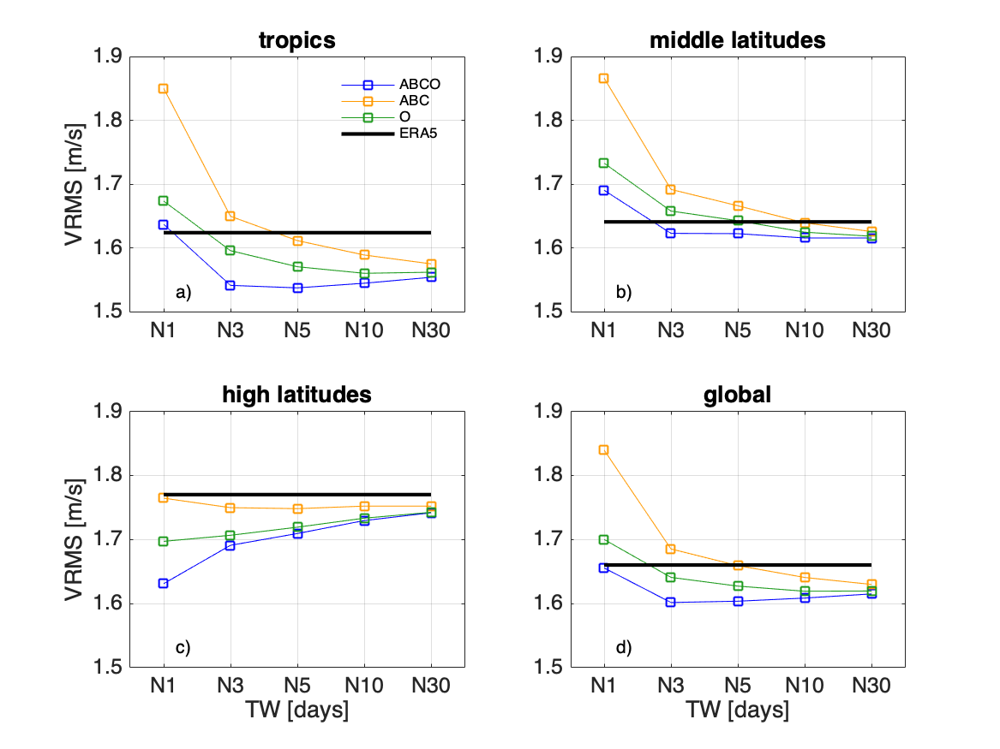 tropics
1.9
1.8
1.7
1.6
1.5
VRMS [m/s]
ABCO
ABC
O
ERA5
a)
N1 N3 N5 N10 N30
middle latitudes
1.9
1.8
1.7
1.6
1.5
b)
N1 N3 N5 N10 N30
high latitudes
1.9
1.8
1.7
1.6
1.5
VRMS [m/s]
c)
N1 N3 N5 N10 N30
TW [days]
global
1.9
1.8
1.7
1.6
1.5
d)
N1 N3 N5 N10 N30
TW [days]